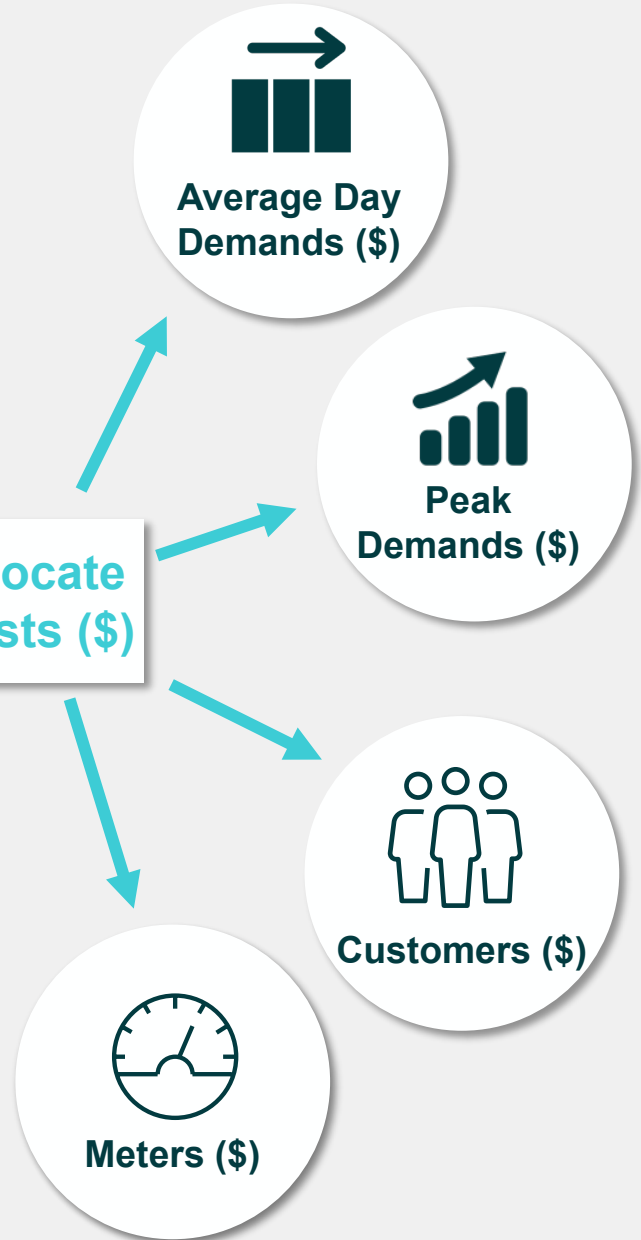 Average Day
Demands ($)
Peak
Demands ($)
ocate
sts ($)
Customers ($)
Meters ($)